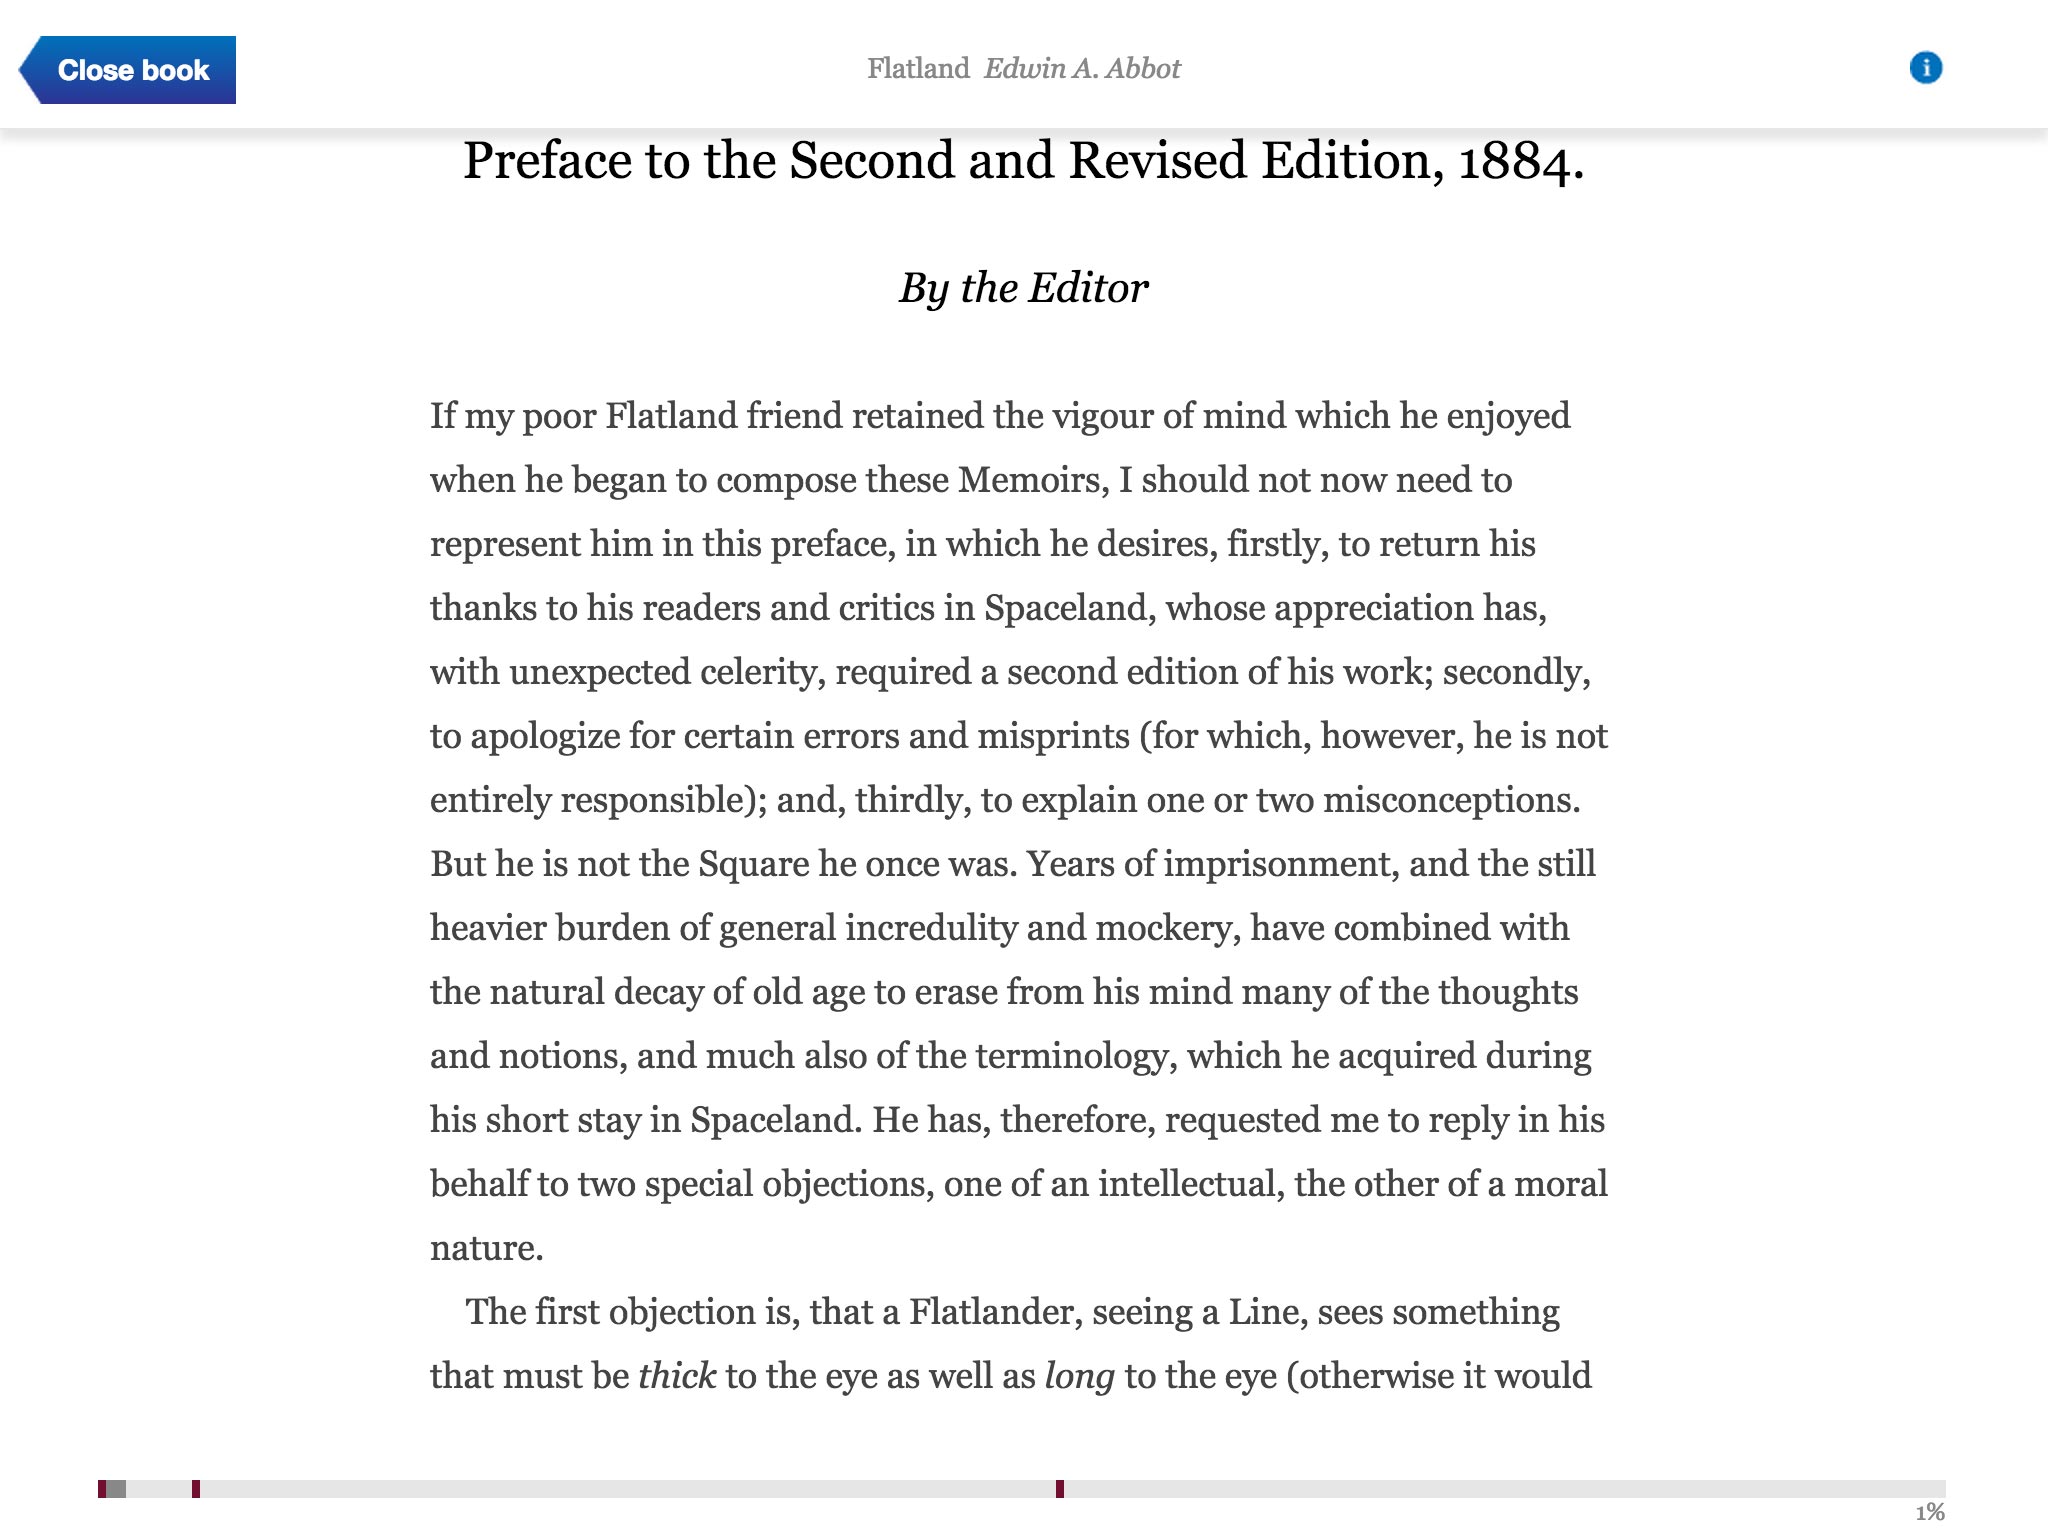 Close book
Flatland Edwin A. Abbot
i
Preface to the Second and Revised Edition, 1884.
By the Editor
If my poor Flatland friend retained the vigour of mind which he enjoyed
when he began to compose these Memoirs, I should not now need to
represent him in this preface, in which he desires, firstly, to return his
thanks to his readers and critics in Spaceland, whose appreciation has,
with unexpected celerity, required a second edition of his work; secondly,
to apologize for certain errors and misprints (for which, however, he is not
entirely responsible); and, thirdly, to explain one or two misconceptions.
But he is not the Square he once was. Years of imprisonment, and the still
heavier burden of general incredulity and mockery, have combined with
the natural decay of old age to erase from his mind many of the thoughts
and notions, and much also of the terminology, which he acquired during
his short stay in Spaceland. He has, therefore, requested me to reply in his
behalf to two special objections, one of an intellectual, the other of a moral
nature.
The first objection is, that a Flatlander, seeing a Line, sees something
that must be thick to the eye as well as long to the eye (otherwise it would
1%